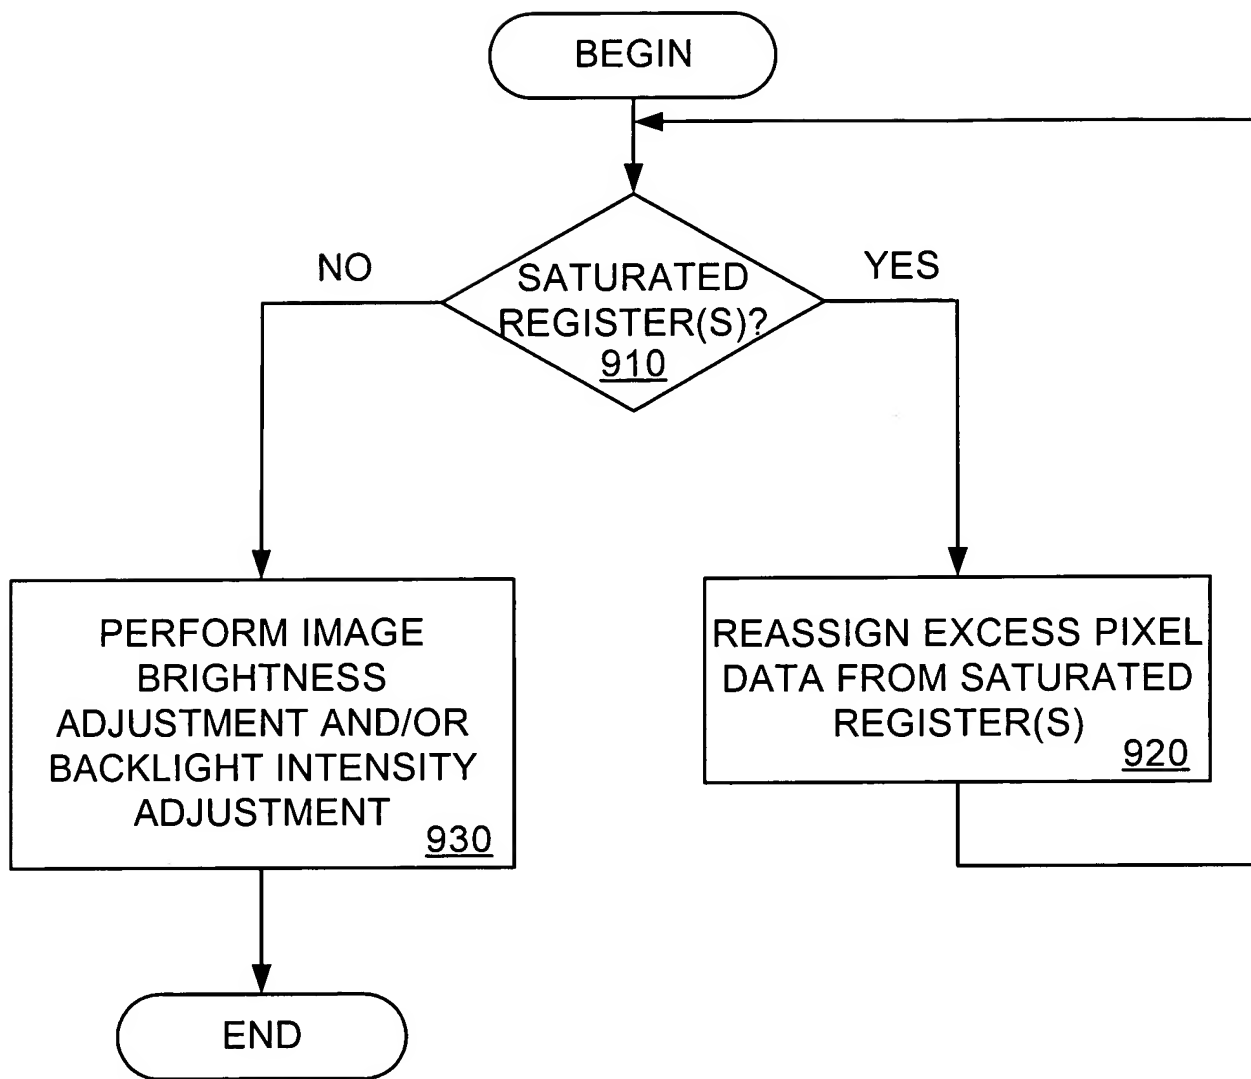 BEGIN
NO
YES
SATURATED
REGISTER(S)?
910
PERFORM IMAGE
BRIGHTNESS
ADJUSTMENT AND/OR
BACKLIGHT INTENSITY
ADJUSTMENT
930
REASSIGN EXCESS PIXEL
DATA FROM SATURATED
REGISTER(S)
920
END